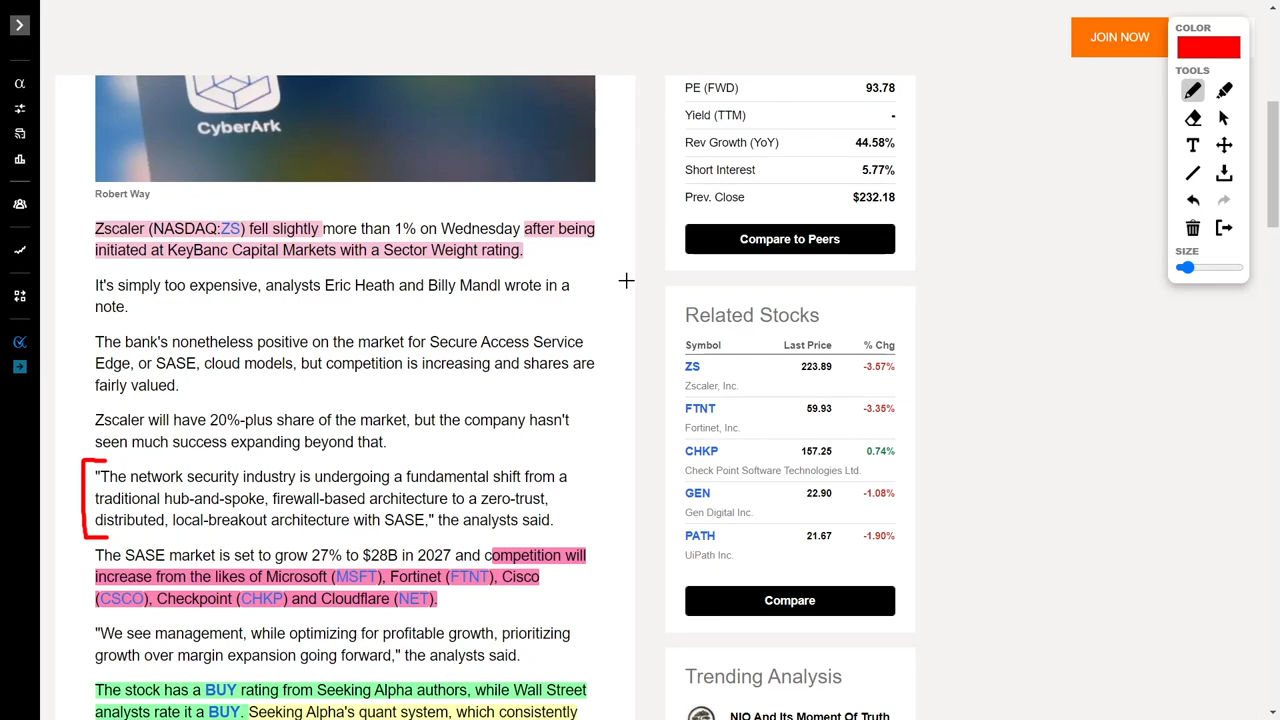 JOIN NOW
COLOR
TOOLS
T
SIZE
CyberArk
Robert Way
Zscaler (NASDAQ:ZS) fell slightly more than 1% on Wednesday after being
initiated at KeyBanc Capital Markets with a Sector Weight rating.
It's simply too expensive, analysts Eric Heath and Billy Mandl wrote in a
note.
The bank's nonetheless positive on the market for Secure Access Service
Edge, or SASE, cloud models, but competition is increasing and shares are
fairly valued.
Zscaler will have 20%-plus share of the market, but the company hasn't
seen much success expanding beyond that.
"The network security industry is undergoing a fundamental shift from a
traditional hub-and-spoke, firewall-based architecture to a zero-trust,
distributed, local-breakout architecture with SASE," the analysts said.
The SASE market is set to grow 27% to $28B in 2027 and competition will
increase from the likes of Microsoft (MSFT), Fortinet (FTNT), Cisco
(CSCO), Checkpoint (CHKP) and Cloudflare (NET).
"We see management, while optimizing for profitable growth, prioritizing
growth over margin expansion going forward," the analysts said.
The stock has a BUY rating from Seeking Alpha authors, while Wall Street
analysts rate it a BUY. Seeking Alpha's quant system, which consistently
PE (FWD) 93.78
Yield (TTM) -
Rev Growth (YoY) 44.58%
Short Interest 5.77%
Prev. Close $232.18
Compare to Peers
Related Stocks
Symbol Last Price % Chg
ZS 223.89 -3.57%
Zscaler, Inc.
FTNT 59.93 -3.35%
Fortinet, Inc.
CHKP 157.25 0.74%
Check Point Software Technologies Ltd.
GEN 22.90 -1.08%
Gen Digital Inc.
PATH 21.67 -1.90%
UiPath Inc.
Compare
Trending Analysis
NIO And Its Moment Of Truth